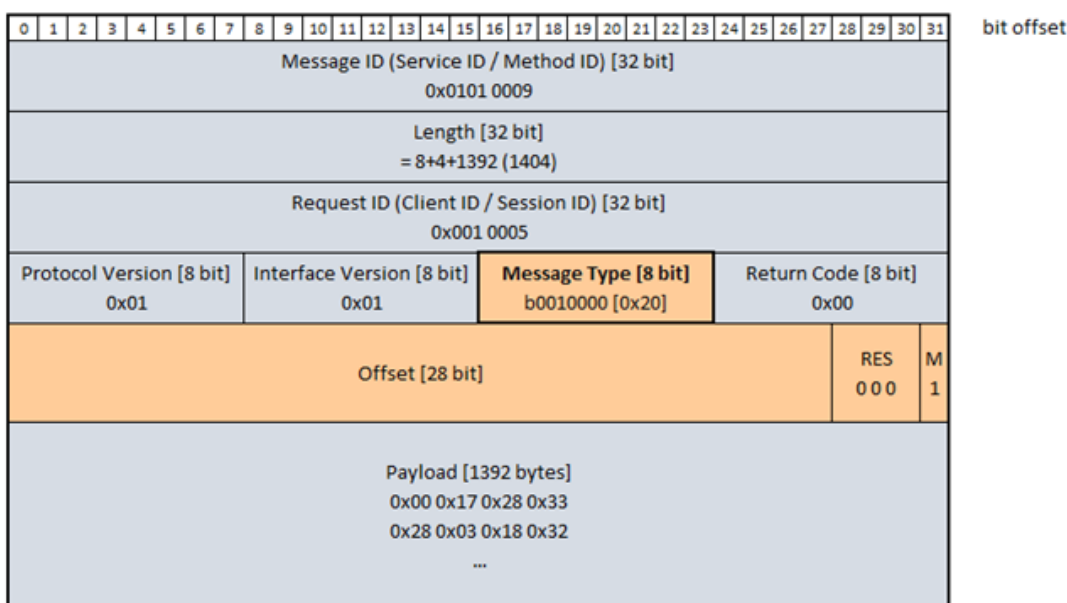 0 1 2 3 4 5 6 7 8 9 10 11 12 13 14 15 16 17 18 19 20 21 22 23 24 25 26 27 28 29 30 31 bit offset
Message ID (Service ID / Method ID) [32 bit]
0x0101 0009
Length [32 bit]
= 8+4+1392 (1404)
Request ID (Client ID / Session ID) [32 bit]
0x001 0005
Protocol Version [8 bit] Interface Version [8 bit] Message Type [8 bit] Return Code [8 bit]
0x01 0x01 b0010000 [0x20] 0x00
Offset [28 bit]
RES M
0 0 0 1
Payload [1392 bytes]
0x00 0x17 0x28 0x33
0x28 0x03 0x18 0x32
...